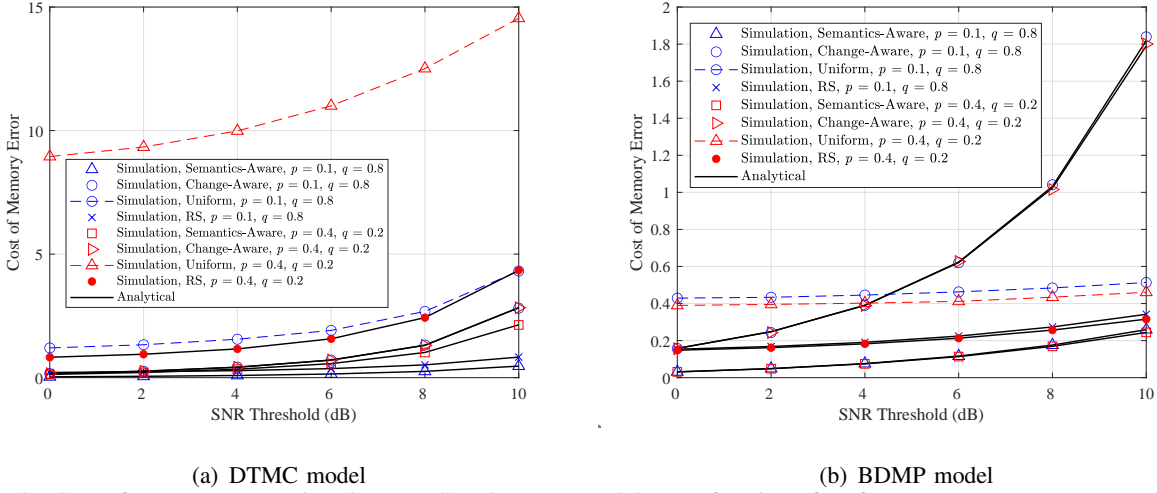 15
10
5
0
Cost of Memory Error
Simulation, Semantics-Aware, p = 0.1, q = 0.8
Simulation, Change-Aware, p = 0.1, q = 0.8
Simulation, Uniform, p = 0.1, q = 0.8
Simulation, RS, p = 0.1, q = 0.8
Simulation, Semantics-Aware, p = 0.4, q = 0.2
Simulation, Change-Aware, p = 0.4, q = 0.2
Simulation, Uniform, p = 0.4, q = 0.2
Simulation, RS, p = 0.4, q = 0.2
Analytical
0 2 4 6 8 10
SNR Threshold (dB)
(a) DTMC model
2
1.8
1.6
1.4
1.2
1
0.8
0.6
0.4
0.2
0
Cost of Memory Error
Simulation, Semantics-Aware, p = 0.1, q = 0.8
Simulation, Change-Aware, p = 0.1, q = 0.8
Simulation, Uniform, p = 0.1, q = 0.8
Simulation, RS, p = 0.1, q = 0.8
Simulation, Semantics-Aware, p = 0.4, q = 0.2
Simulation, Change-Aware, p = 0.4, q = 0.2
Simulation, Uniform, p = 0.4, q = 0.2
Simulation, RS, p = 0.4, q = 0.2
Analytical
0 2 4 6 8 10
SNR Threshold (dB)
(b) BDMP model